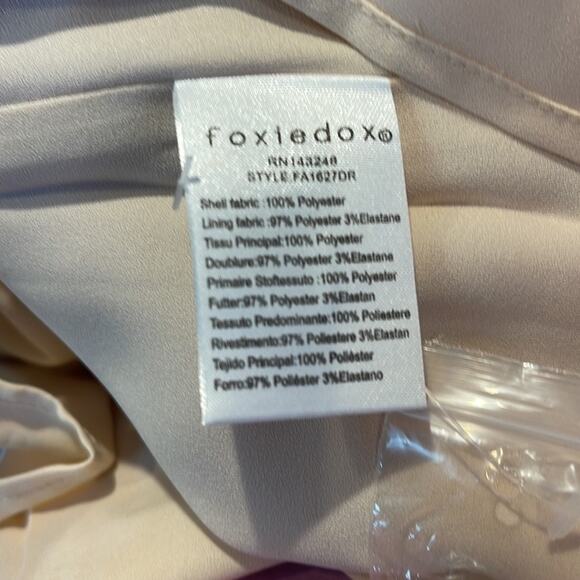 foxiedox®
RN143248
STYLE:FA1627DR
Shell fabric :100% Polyester
Lining fabric :97% Polyester 3%Elastane
Tissu Principal:100% Polyester
Doublure:97% Polyester 3%Elastane
Primaire Stoftessuto :100% Polyester
Futter:97% Polyester 3%Elastan
Tessuto Predominante:100% Poliestere
Rivestimento:97% Poliestere 3%Elastan
Tejido Principal:100% Poliéster
Forro:97% Poliéster 3%Elastano